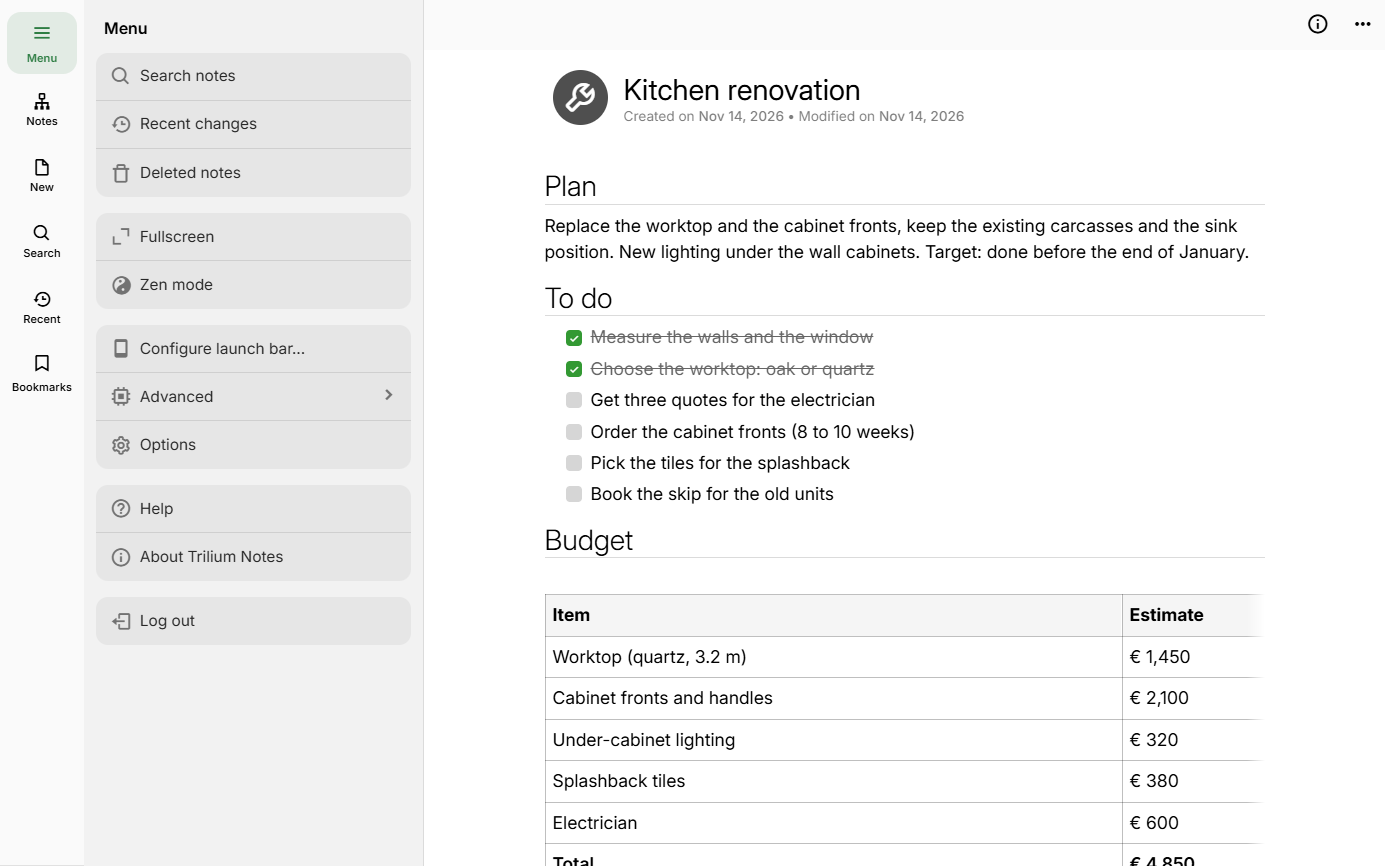 Menu
Notes
New
Search
Recent
Bookmarks
Menu
Search notes
Recent changes
Deleted notes
Fullscreen
Zen mode
Configure launch bar...
Advanced
Options
Help
About Trilium Notes
Log out
Kitchen renovation
Created on Nov 14, 2026 • Modified on Nov 14, 2026
Plan
Replace the worktop and the cabinet fronts, keep the existing carcasses and the sink
position. New lighting under the wall cabinets. Target: done before the end of January.
To do
Measure the walls and the window
Choose the worktop: oak or quartz
Get three quotes for the electrician
Order the cabinet fronts (8 to 10 weeks)
Pick the tiles for the splashback
Book the skip for the old units
Budget
Item Estimate
Worktop (quartz, 3.2 m) € 1,450
Cabinet fronts and handles € 2,100
Under-cabinet lighting € 320
Splashback tiles € 380
Electrician € 600
Total € 4,850